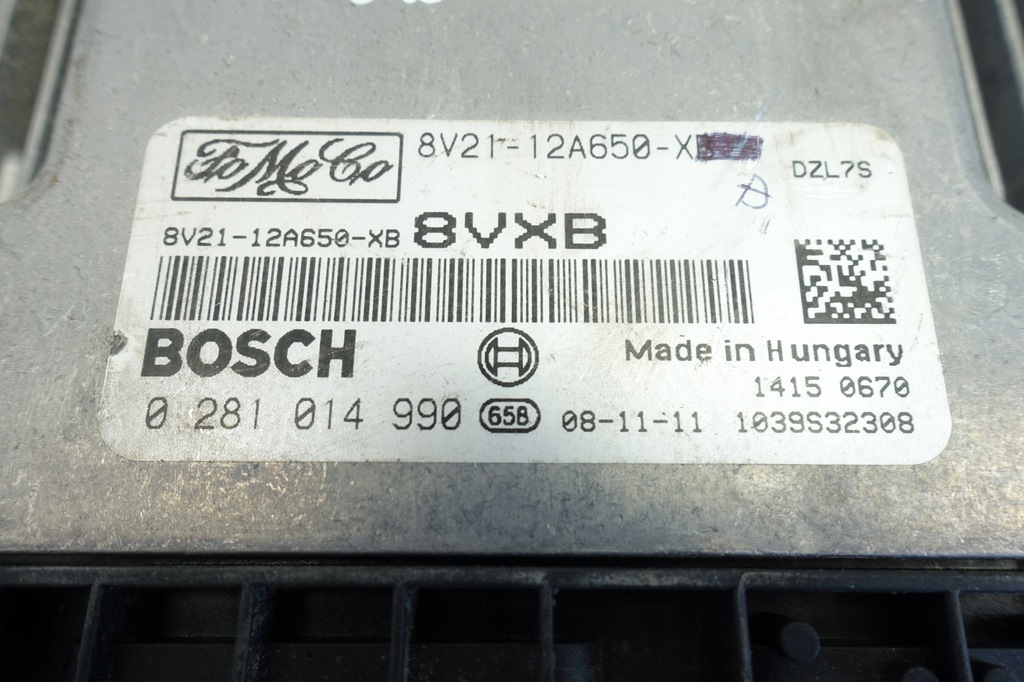 FoMoCo 8V21-12A650-X
DZL7S
8V21-12A650-XB 8VXB
BOSCH
Made in Hungary
1415 0670
0 281 014 990 658 08-11-11 1039S32308